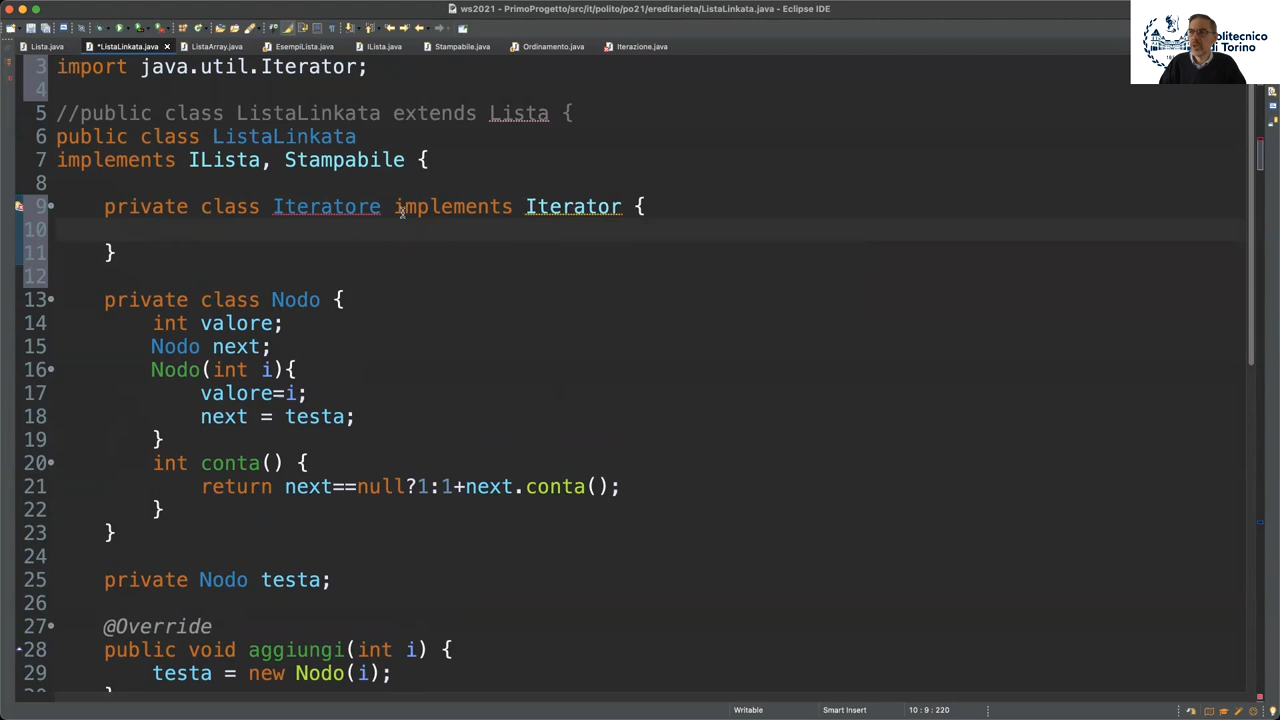 ws2021 - PrimoProgetto/src/it/polito/po21/ereditarieta/ListaLinkata.java - Eclipse IDE
Lista.java *ListaLinkata.java ListaArray.java EsempiLista.java ILista.java Stampabile.java Ordinamento.java Iterazione.java
Politecnico
di Torino
3 import java.util.Iterator;
4
5 //public class ListaLinkata extends Lista {
6 public class ListaLinkata
7 implements ILista, Stampabile {
8
9 private class Iteratore implements Iterator {
10
11 }
12
13 private class Nodo {
14 int valore;
15 Nodo next;
16 Nodo(int i){
17 valore=i;
18 next = testa;
19 }
20 int conta() {
21 return next==null?1:1+next.conta();
22 }
23 }
24
25 private Nodo testa;
26
27 @Override
28 public void aggiungi(int i) {
29 testa = new Nodo(i);
Writable Smart Insert 10 : 9 : 220